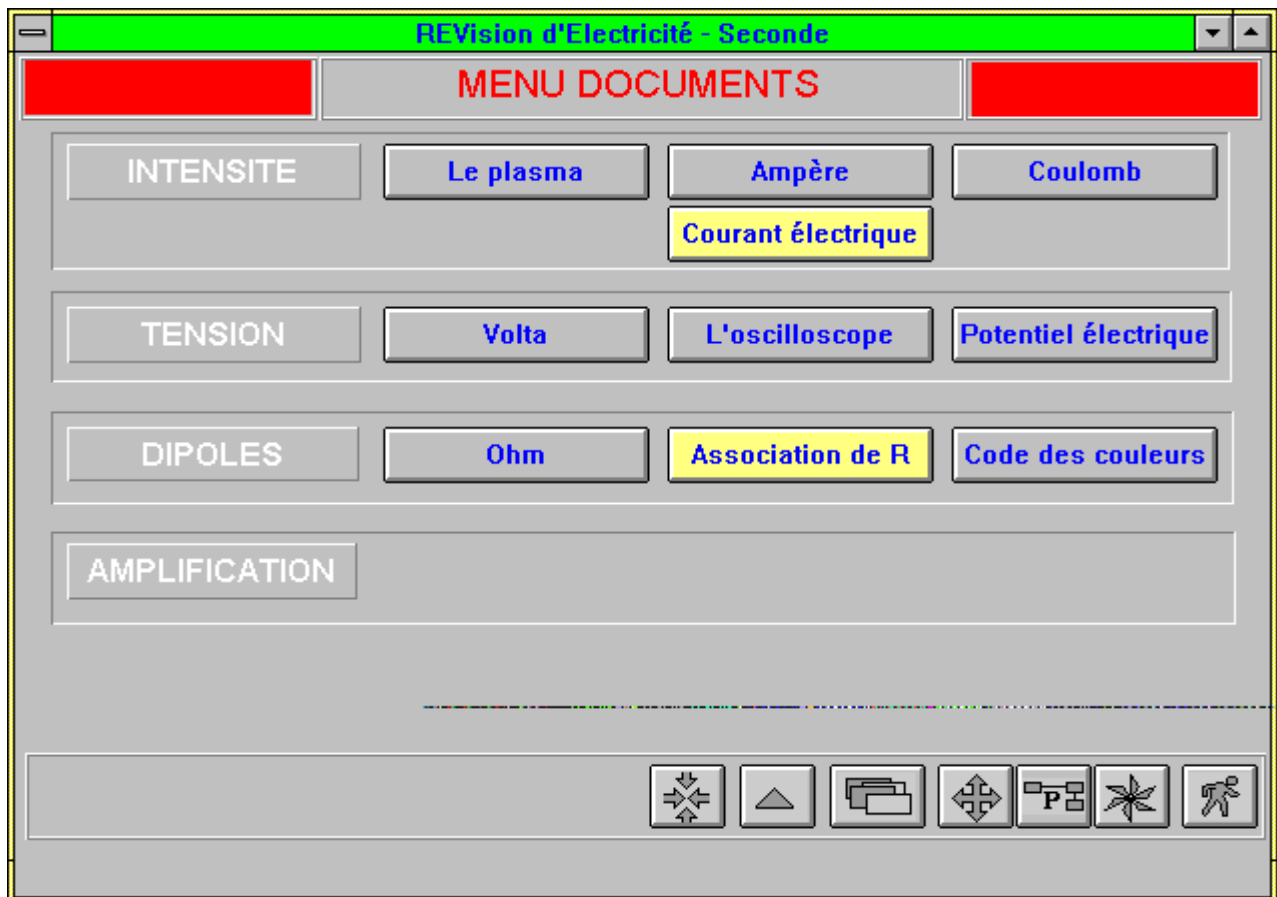 REVision d'Electricité - Seconde
MENU DOCUMENTS
INTENSITE Le plasma Ampère Coulomb
Courant électrique
TENSION Volta L'oscilloscope Potentiel électrique
DIPOLES Ohm Association de R Code des couleurs
AMPLIFICATION
P